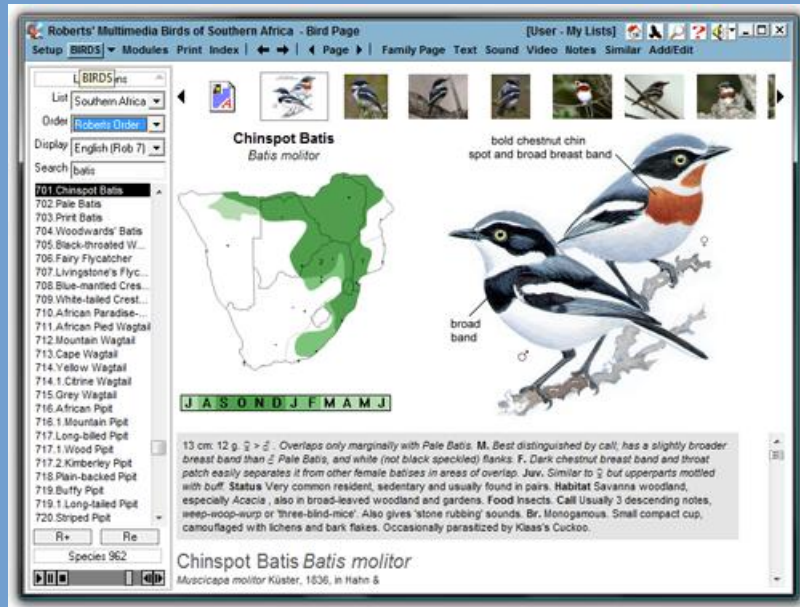 Roberts' Multimedia Birds of Southern Africa - Bird Page [User - My Lists]
Setup BIRDS Modules Print Index Page Family Page Text Sound Video Notes Similar Add/Edit
BIRDS
List Southern Africa
Order Roberts Order
Display English (Rob 7)
Search batis
701.Chinspot Batis
702.Pale Batis
703.Pririt Batis
704.Woodwards' Batis
705.Black-throated W...
706.Fairy Flycatcher
707.Livingstone's Flyc...
708.Blue-mantled Cres...
709.White-tailed Crest...
710.African Paradise-...
711.African Pied Wagtail
712.Mountain Wagtail
713.Cape Wagtail
714.Yellow Wagtail
714.1.Citrine Wagtail
715.Grey Wagtail
716.African Pipit
716.1.Mountain Pipit
717.Long-billed Pipit
717.1.Wood Pipit
717.2.Kimberley Pipit
718.Plain-backed Pipit
719.Buffy Pipit
719.1.Long-tailed Pipit
720.Striped Pipit
R+ Re
Species 962
Chinspot Batis
Batis molitor
bold chestnut chin
spot and broad breast band
♀
broad
band
♂
J A S O N D J F M A M J
13 cm: 12 g. ♀ > ♂ . Overlaps only marginally with Pale Batis. M. Best distinguished by call; has a slightly broader
breast band than ♂ Pale Batis, and white (not black speckled) flanks. F. Dark chestnut breast band and throat
patch easily separates it from other female batises in areas of overlap. Juv. Similar to ♀ but upperparts mottled
with buff. Status Very common resident, sedentary and usually found in pairs. Habitat Savanna woodland,
especially Acacia , also in broad-leaved woodland and gardens. Food Insects. Call Usually 3 descending notes,
weep-woop-wurp or 'three-blind-mice'. Also gives 'stone rubbing' sounds. Br. Monogamous. Small compact cup,
camouflaged with lichens and bark flakes. Occasionally parasitized by Klaas's Cuckoo.
Chinspot Batis Batis molitor
Muscicapa molitor Küster, 1836, in Hahn &